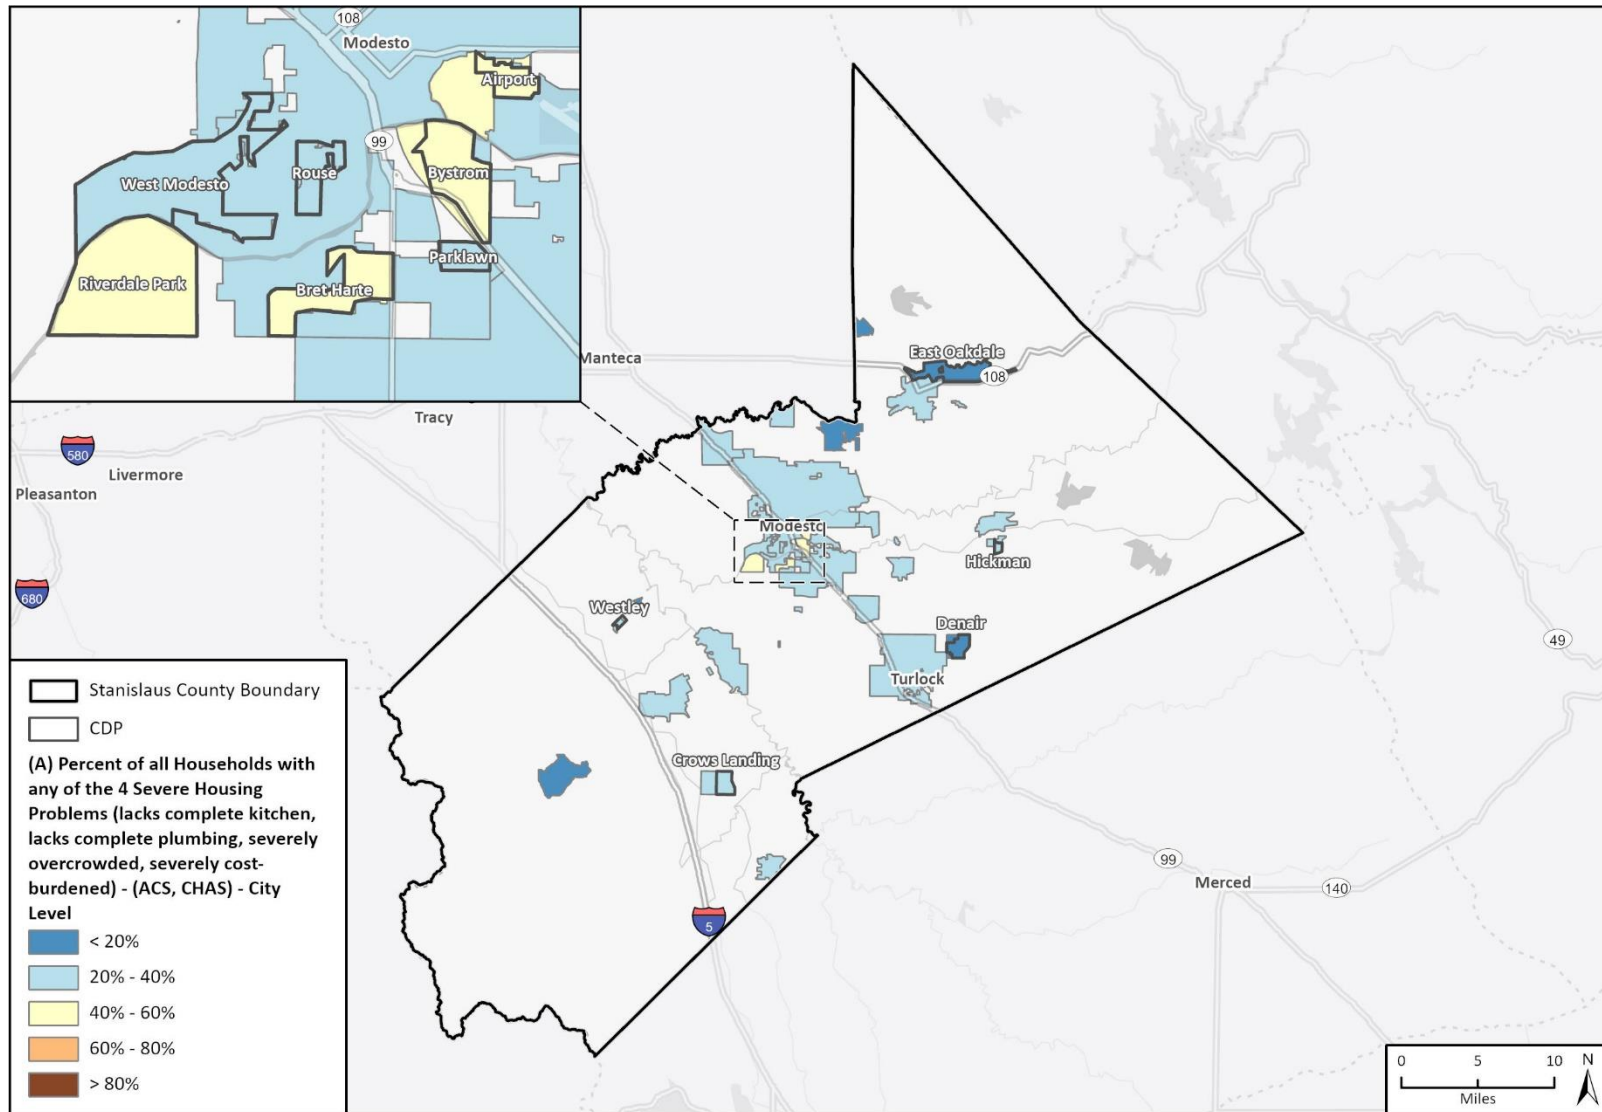 108
Modesto
Airport
99
West Modesto
Rouse
Bystrom
Parklawn
Riverdale Park
Bret Harte
Manteca
Tracy
580
Livermore
Pleasanton
680
East Oakdale
108
Modesto
Hickman
Westley
Denair
Turlock
Crows Landing
49
99
Merced
140
5
Stanislaus County Boundary
CDP
(A) Percent of all Households with
any of the 4 Severe Housing
Problems (lacks complete kitchen,
lacks complete plumbing, severely
overcrowded, severely cost-
burdened) - (ACS, CHAS) - City
Level
< 20%
20% - 40%
40% - 60%
60% - 80%
> 80%
0 5 10 N
Miles